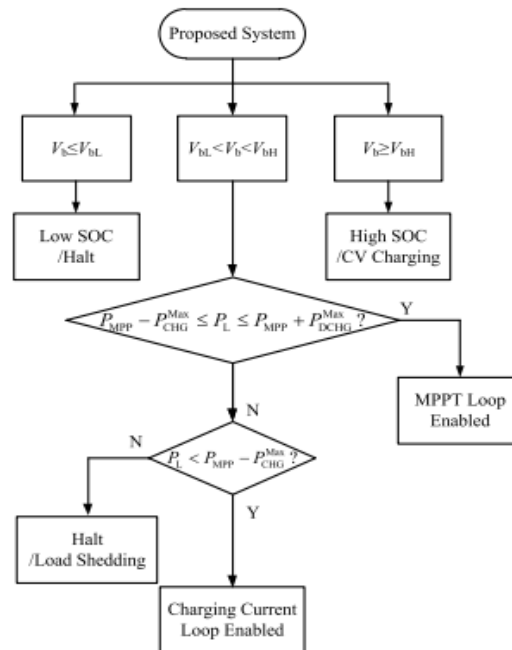 Proposed System
V_b≤V_bL
V_bL<V_b<V_bH
V_b≥V_bH
Low SOC
/Halt
High SOC
/CV Charging
P_MPP − P_CHG^Max ≤ P_L ≤ P_MPP + P_DCHG^Max ?
Y
MPPT Loop
Enabled
N
N
P_L < P_MPP − P_CHG^Max ?
Y
Halt
/Load Shedding
Charging Current
Loop Enabled